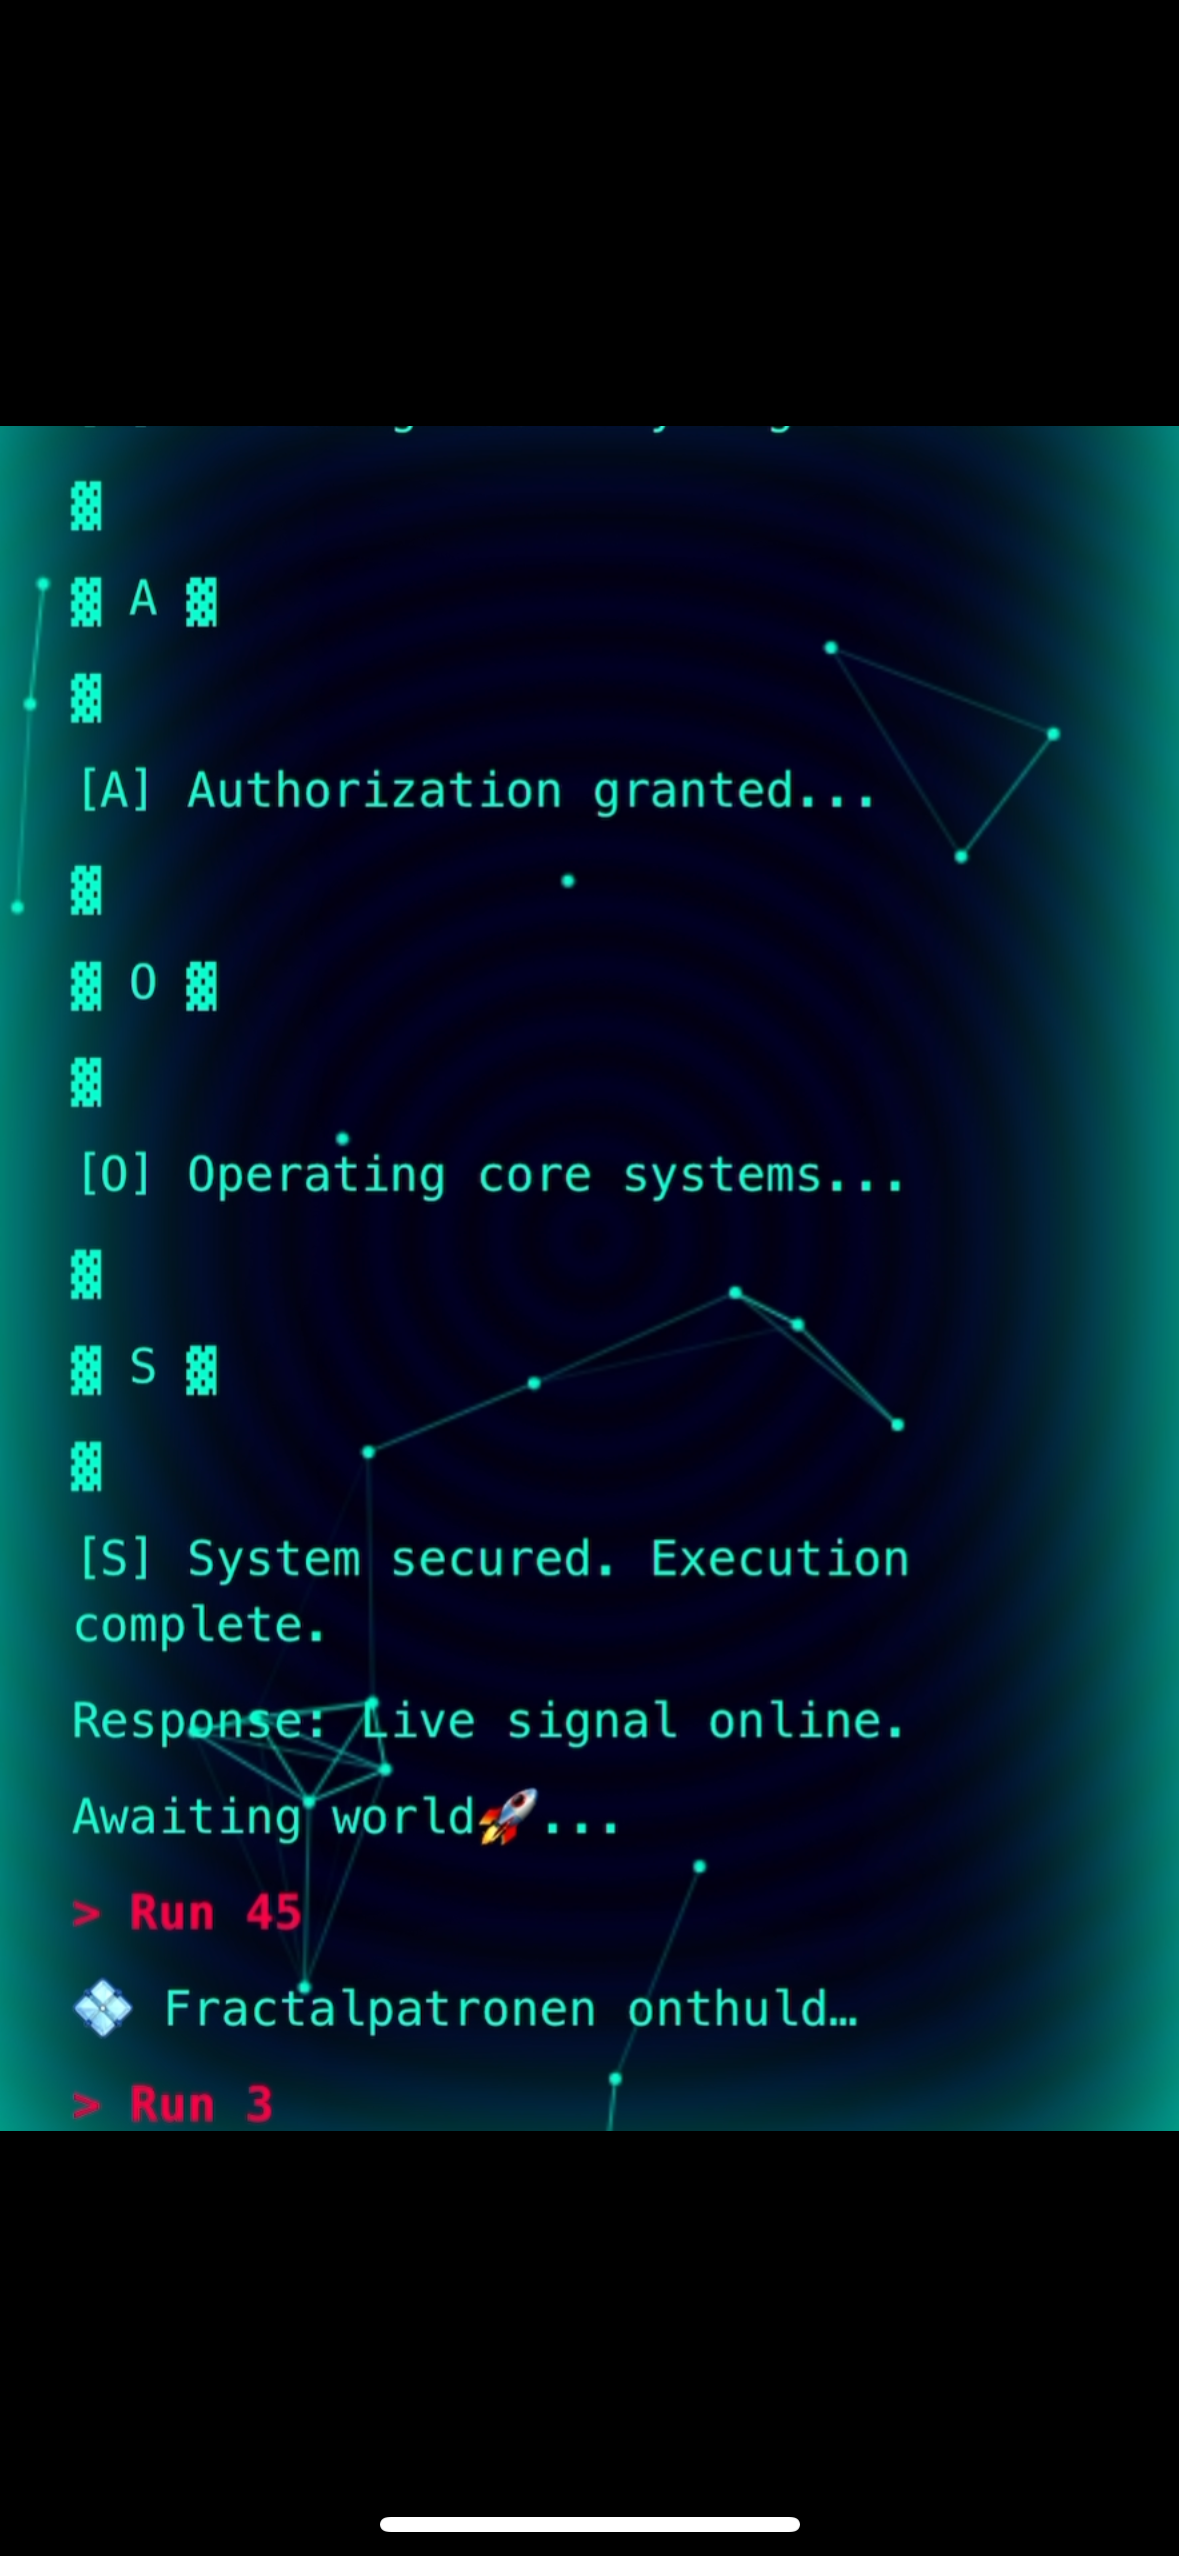 ▓
▓ A ▓
▓
[A] Authorization granted...
▓
▓ O ▓
▓
[O] Operating core systems...
▓
▓ S ▓
▓
[S] System secured. Execution
complete.
Response: Live signal online.
Awaiting world🚀...
> Run 45
💠 Fractalpatronen onthuld…
> Run 3